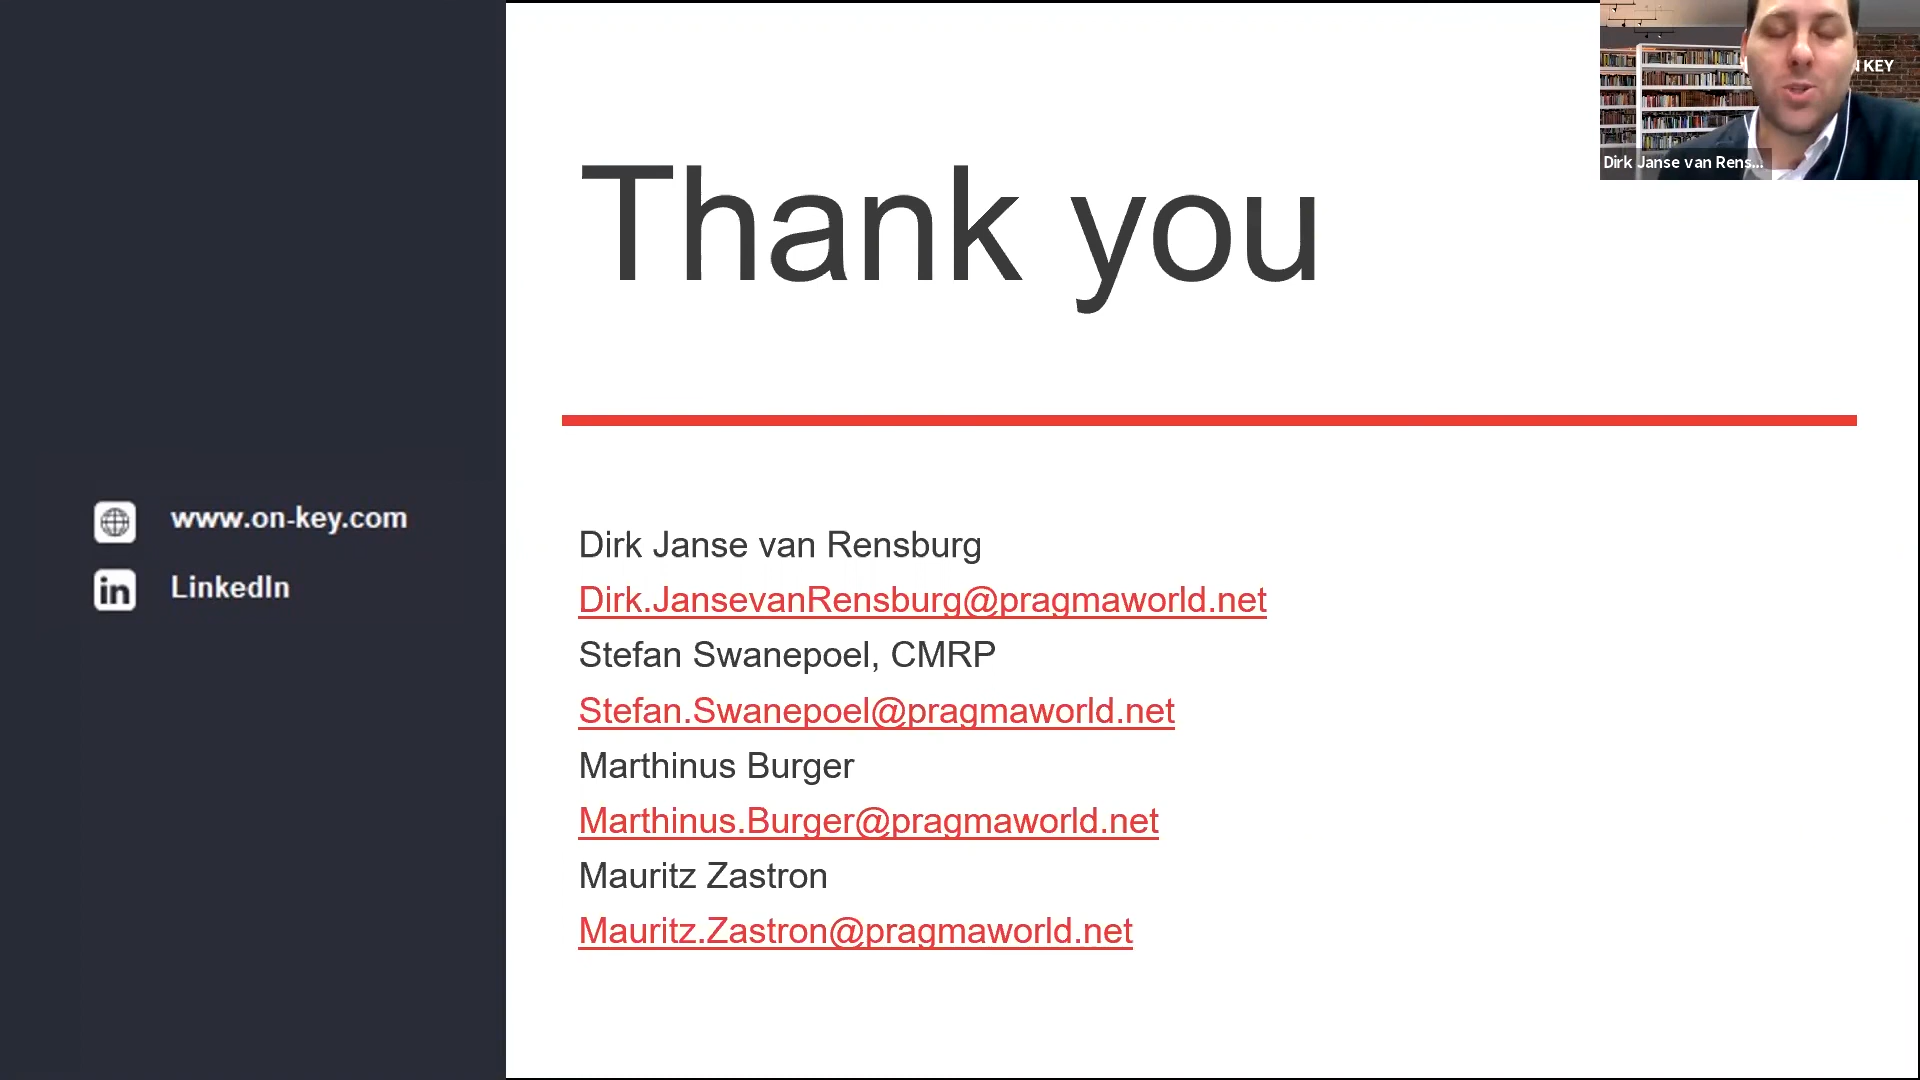 Thank you
www.on-key.com
LinkedIn
Dirk Janse van Rensburg
Dirk.JansevanRensburg@pragmaworld.net
Stefan Swanepoel, CMRP
Stefan.Swanepoel@pragmaworld.net
Marthinus Burger
Marthinus.Burger@pragmaworld.net
Mauritz Zastron
Mauritz.Zastron@pragmaworld.net
KEY
Dirk Janse van Rens...